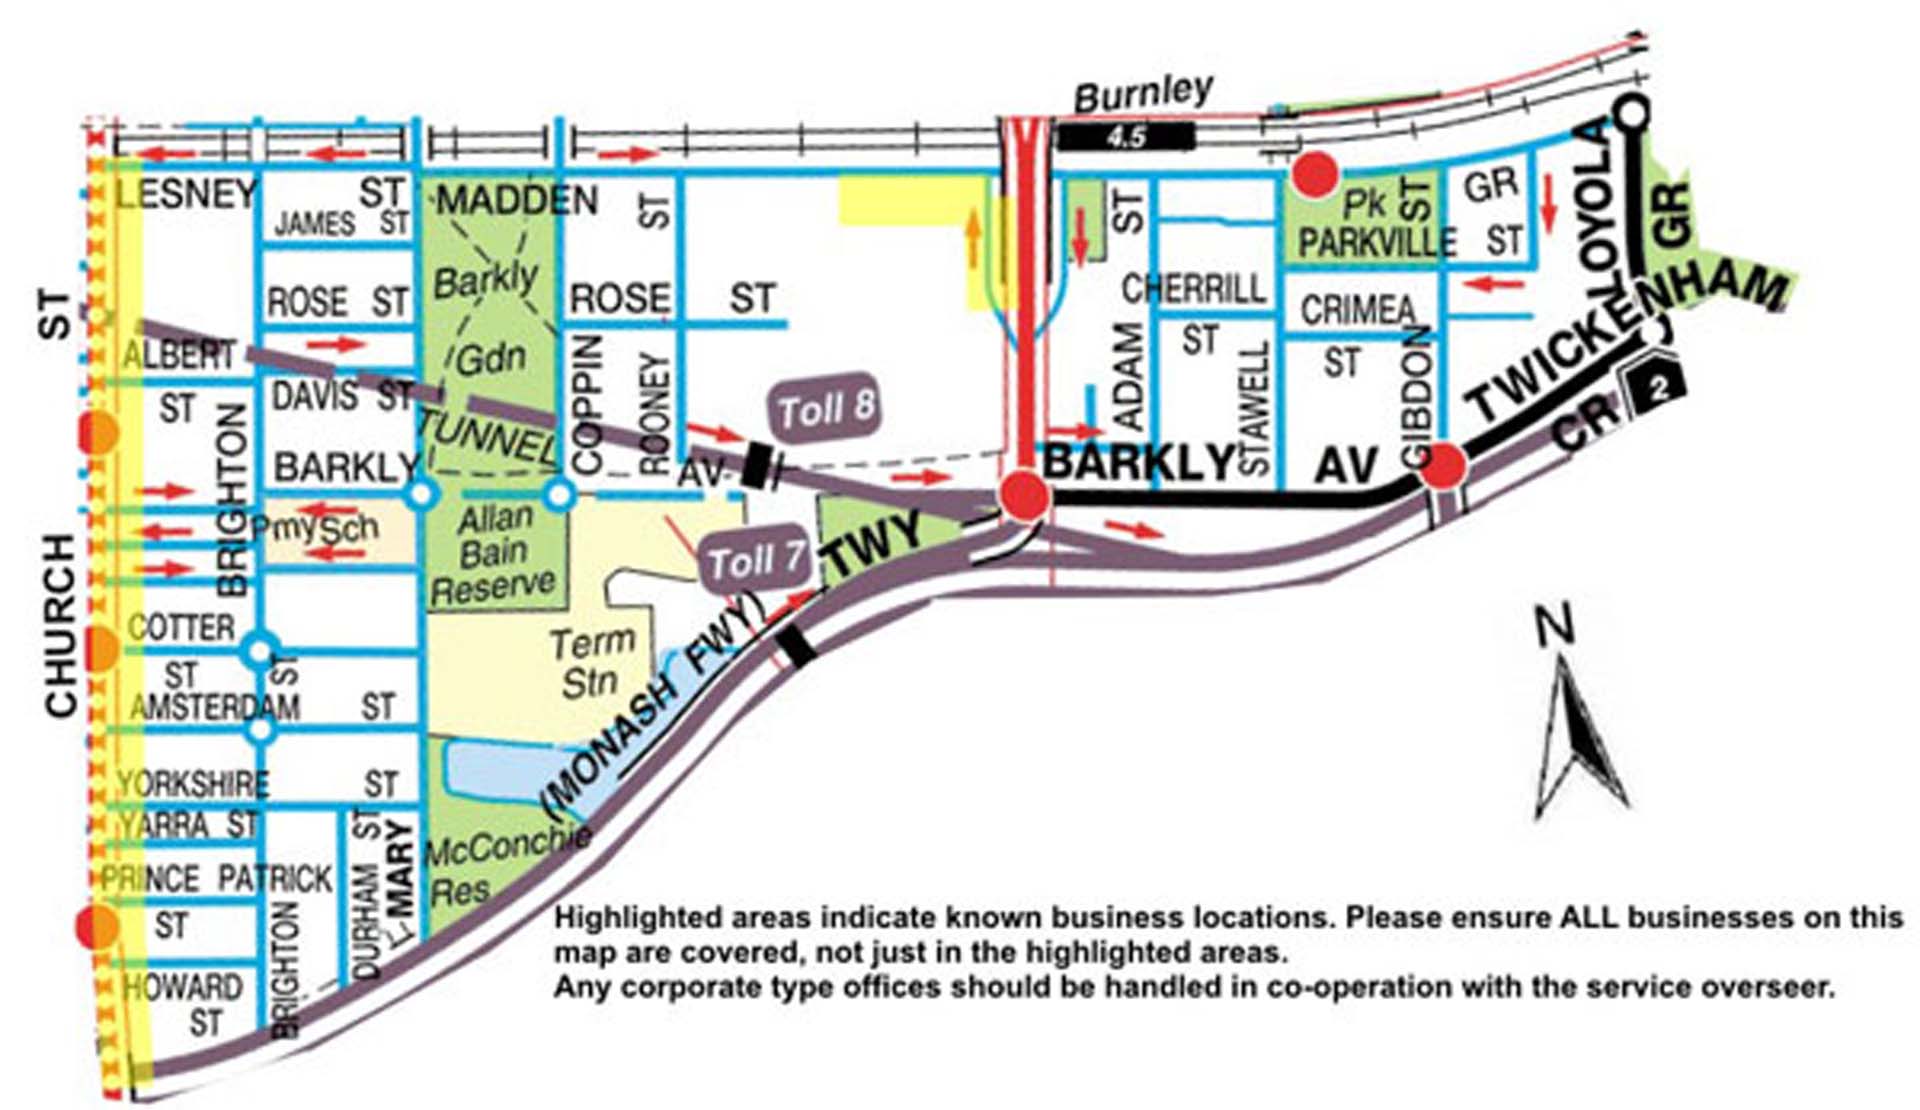 Burnley
4.5
LESNEY ST
MADDEN
ST
ST
Pk
ST
GR
LOYOLA
GR
JAMES ST
PARKVILLE ST
Barkly
ROSE ST
ROSE ST
CHERRILL
CRIMEA
TWICKENHAM
ST
ALBERT
Gdn
ST
ST
CR
2
ST
DAVIS ST
COPPIN
ROONEY
Toll 8
ADAM
STAWELL
GIBDON
BRIGHTON
TUNNEL
BARKLY
AV
BARKLY
AV
PmySch
Allan
Bain
Reserve
Toll 7
TWY
CHURCH
COTTER
ST
ST
Term
Stn
(MONASH FWY)
N
AMSTERDAM ST
YORKSHIRE ST
YARRA ST
ST
MARY
McConchie
Res
PRINCE PATRICK
ST
DURHAM
BRIGHTON
HOWARD
ST
Highlighted areas indicate known business locations. Please ensure ALL businesses on this
map are covered, not just in the highlighted areas.
Any corporate type offices should be handled in co-operation with the service overseer.